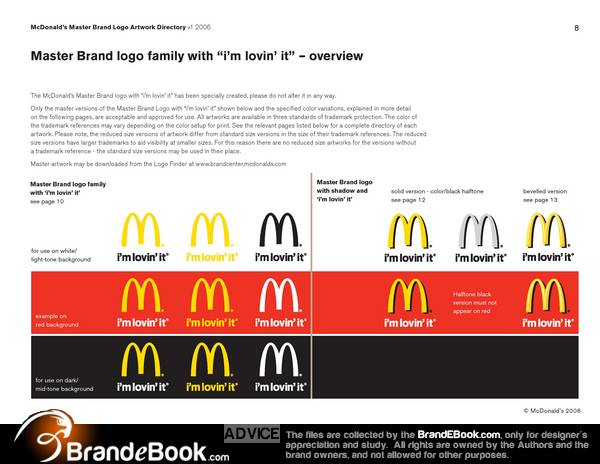 McDonald's Master Brand Logo Artwork Directory v1 2006
8
Master Brand logo family with “i’m lovin’ it” – overview
The McDonald's Master Brand logo with "i'm lovin' it" has been specially created, please do not alter it in any way.
Only the master versions of the Master Brand Logo with "i'm lovin' it" shown below and the specified color variations, explained in more detail
on the following pages, are acceptable and approved for use. All artworks are available in three standards of trademark protection. The color of
the trademark references may vary depending on the color setup for print. See the relevant pages listed below for a complete directory of each
artwork. Please note, the reduced size versions of artwork differ from standard size versions in the size of their trademark references. The reduced
size versions have larger trademarks to aid visibility at smaller sizes. For this reason there are no reduced size artworks for the versions without
a trademark reference - the standard size versions may be used in their place.
Master artwork may be downloaded from the Logo Finder at www.brandcenter.mcdonalds.com
Master Brand logo family
with 'i'm lovin' it'
see page 10
Master Brand logo
with shadow and
'i'm lovin' it'
solid version - color/black halftone
see page 12
bevelled version
see page 13
for use on white/
light-tone background
i'm lovin' it®
i'm lovin' it®
i'm lovin' it®
i'm lovin' it®
i'm lovin' it®
i'm lovin' it®
example on
red background
i'm lovin' it®
i'm lovin' it®
i'm lovin' it®
i'm lovin' it®
Halftone black
version must not
appear on red
i'm lovin' it®
for use on dark/
mid-tone background
i'm lovin' it®
i'm lovin' it®
i'm lovin' it®
© McDonald's 2006
BrandeBook.com
ADVICE
The files are collected by the BrandEBook.com, only for designer's
appreciation and study. All rights are owned by the Authors and the
brand owners, and not allowed for other purposes.